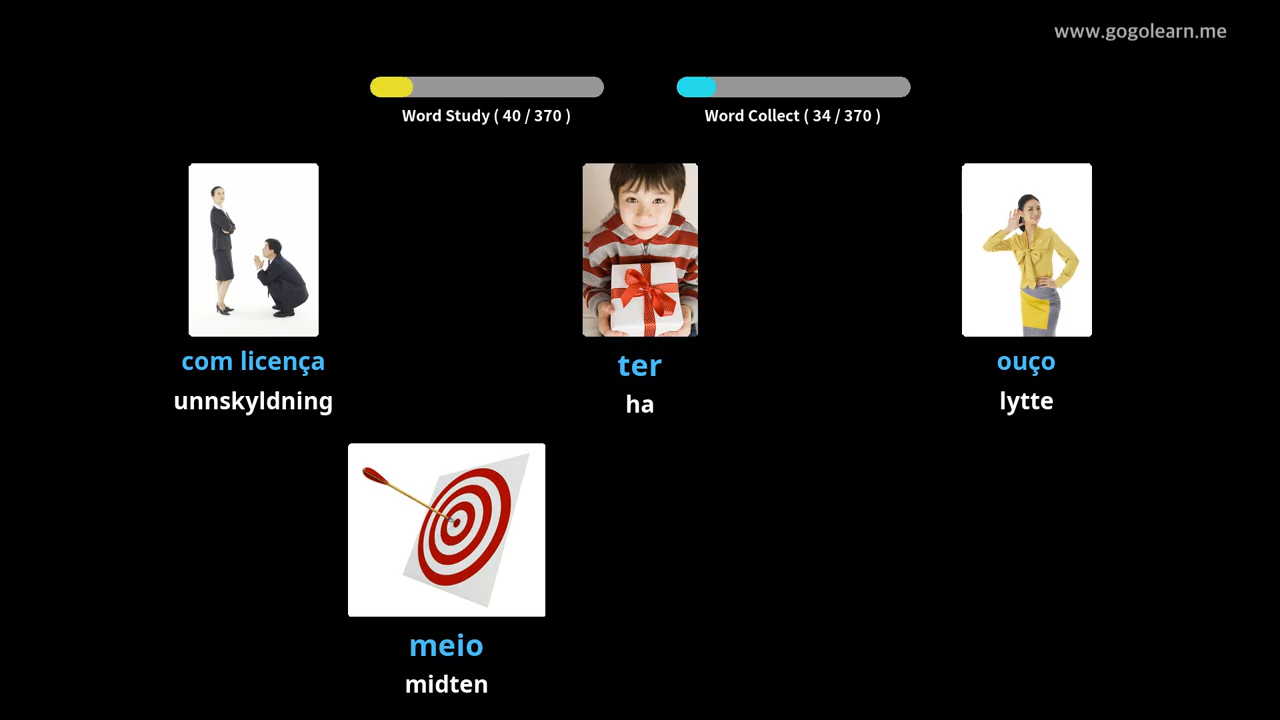 www.gogolearn.me
Word Study ( 40 / 370 )
Word Collect ( 34 / 370 )
com licença
unnskyldning
ter
ha
ouço
lytte
meio
midten